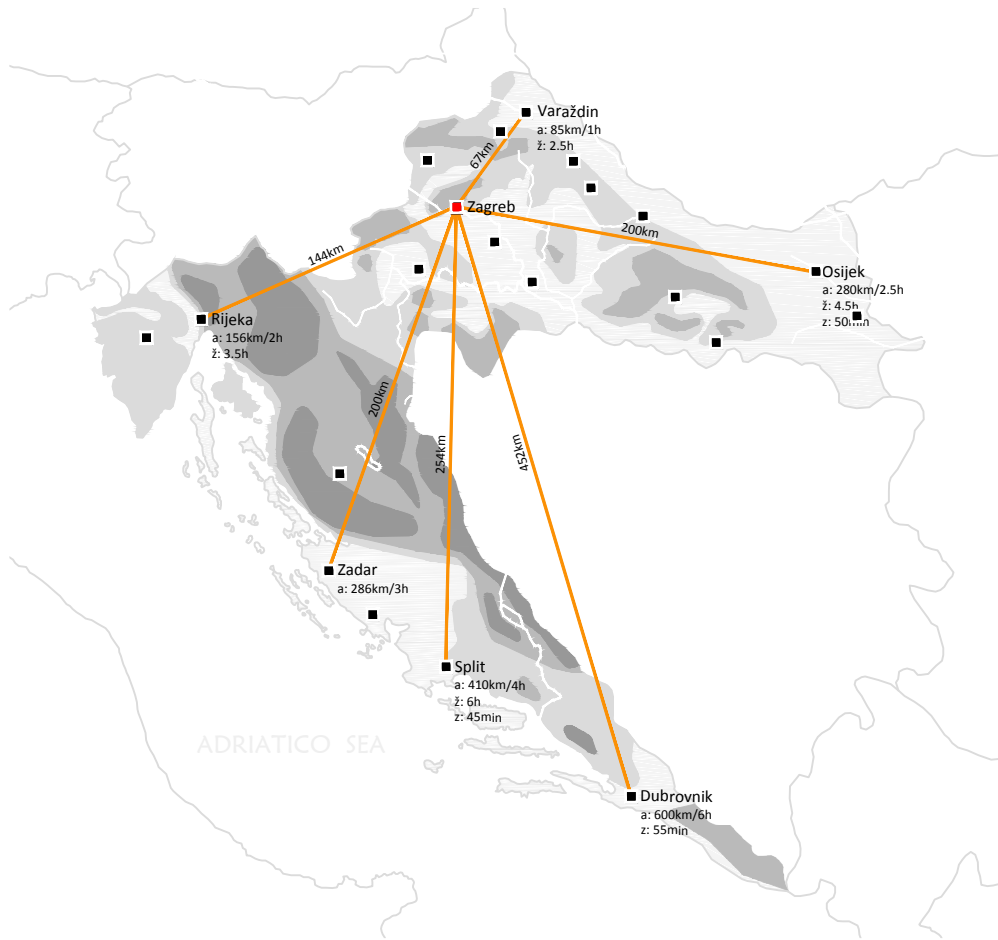 Varaždin
a: 85km/1h
ž: 2.5h
67km
Zagreb
200km
144km
Osijek
a: 280km/2.5h
ž: 4.5h
z: 50min
Rijeka
a: 156km/2h
ž: 3.5h
200km
254km
452km
Zadar
a: 286km/3h
Split
a: 410km/4h
ž: 6h
z: 45min
ADRIATICO SEA
Dubrovnik
a: 600km/6h
z: 55min